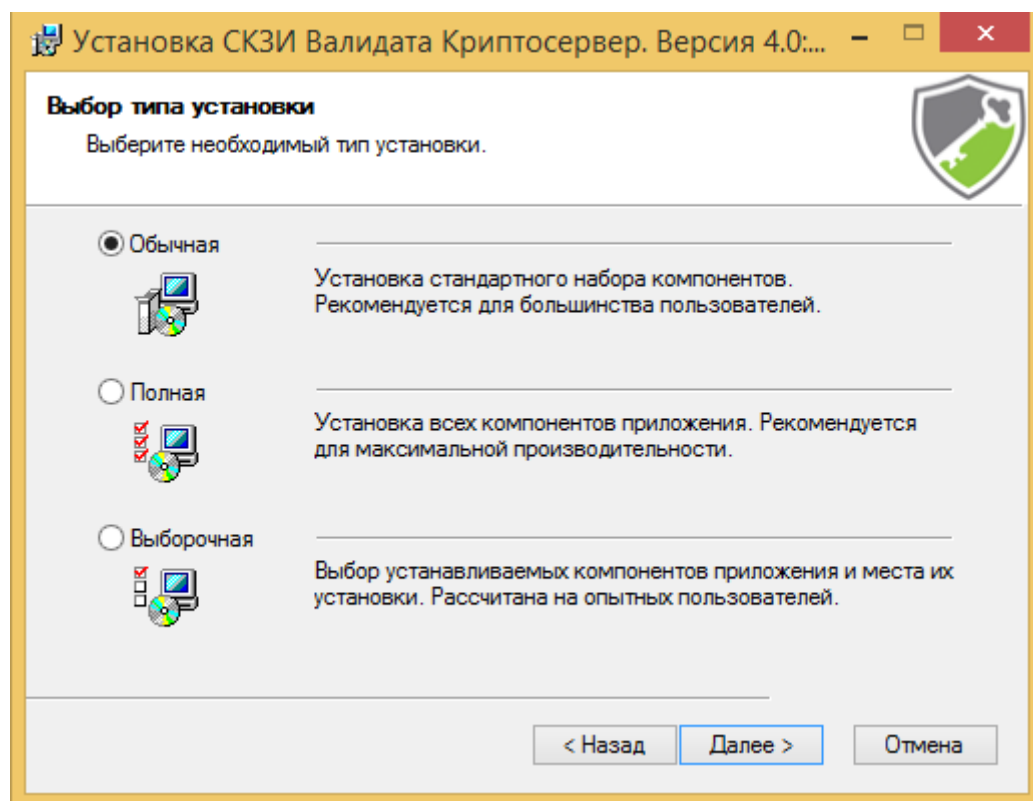 Установка СКЗИ Валидата Криптосервер. Версия 4.0:...
Выбор типа установки
Выберите необходимый тип установки.
Обычная
Установка стандартного набора компонентов.
Рекомендуется для большинства пользователей.
Полная
Установка всех компонентов приложения. Рекомендуется
для максимальной производительности.
Выборочная
Выбор устанавливаемых компонентов приложения и места их
установки. Рассчитана на опытных пользователей.
< Назад
Далее >
Отмена